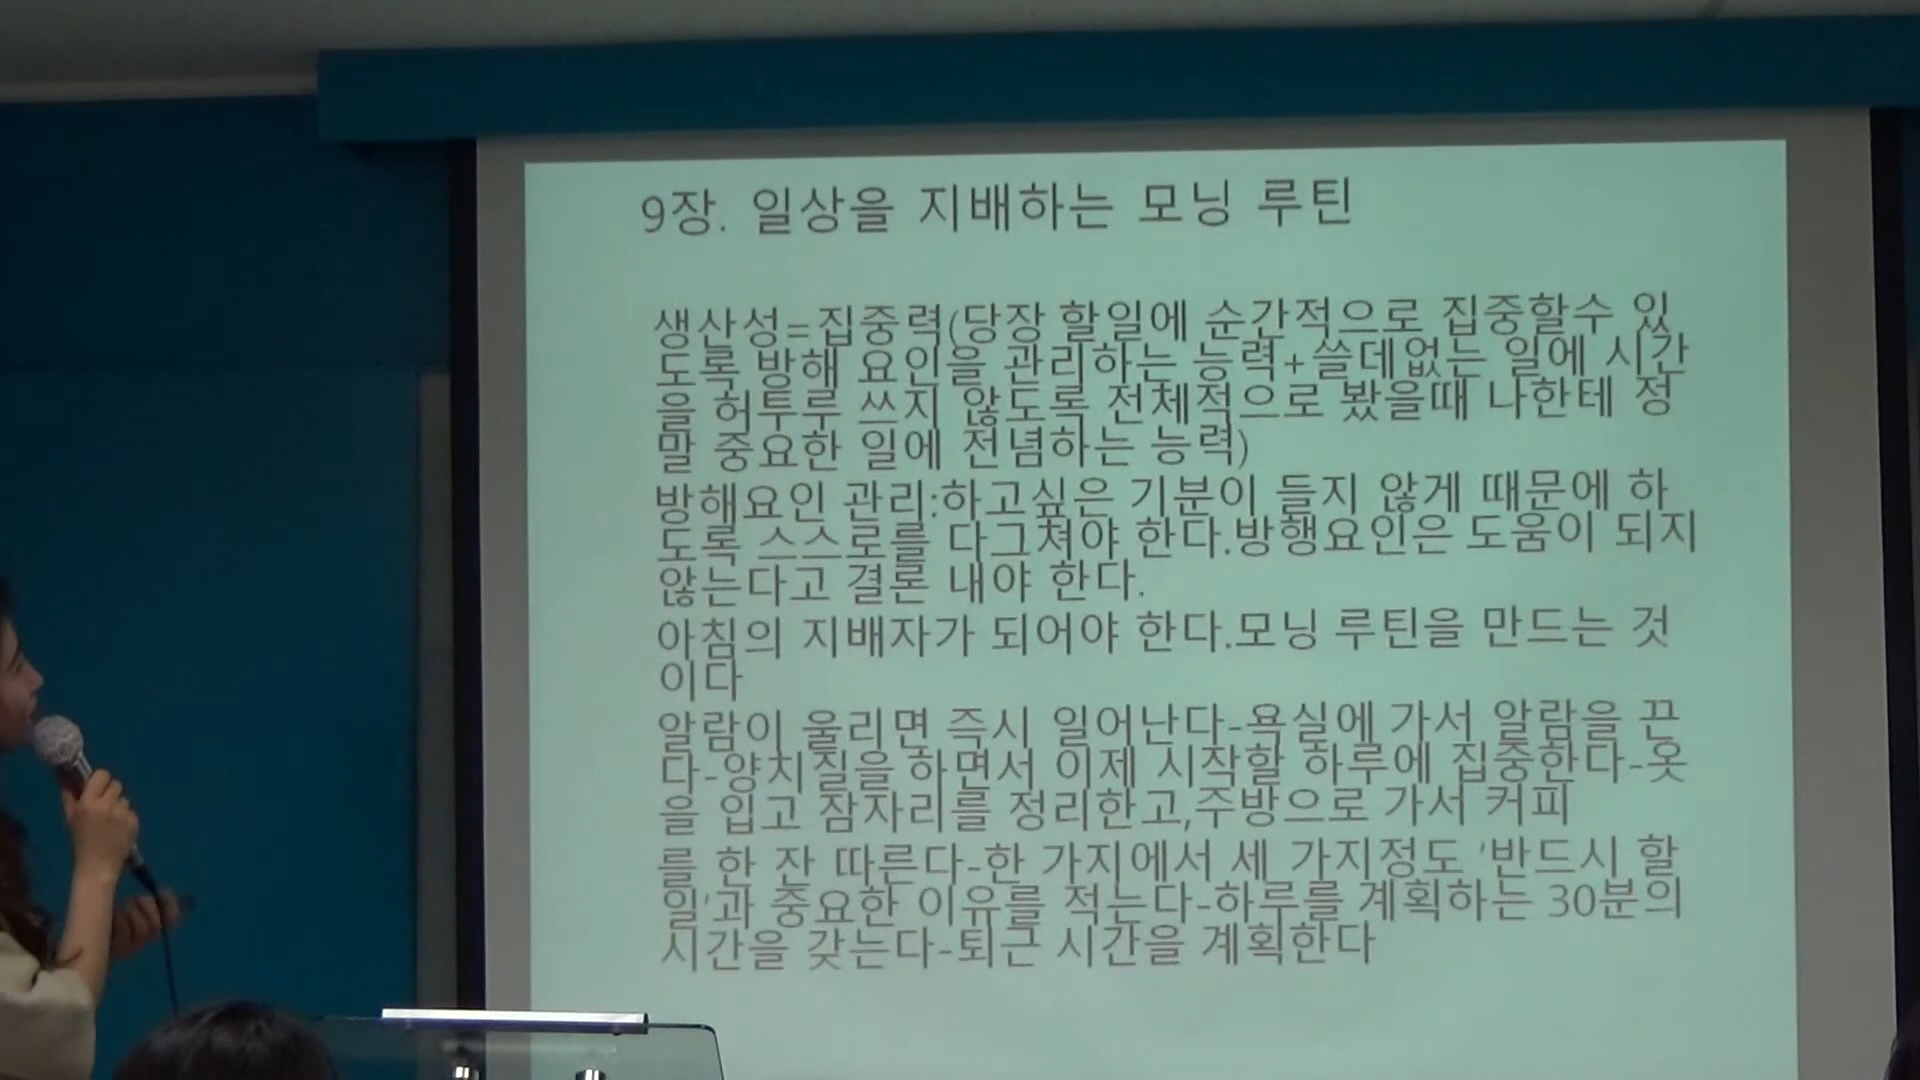 9장. 일상을 지배하는 모닝 루틴
생산성=집중력(당장 할일에 순간적으로 집중할수 있
도록 방해 요인을 관리하는 능력+쓸데없는 일에 시간
을 허투루 쓰지 않도록 전체적으로 봤을때 나한테 정
말 중요한 일에 전념하는 능력)
방해요인 관리:하고싶은 기분이 들지 않게 때문에 하
도록 스스로를 다그쳐야 한다.방행요인은 도움이 되지
않는다고 결론 내야 한다.
아침의 지배자가 되어야 한다.모닝 루틴을 만드는 것
이다
알람이 울리면 즉시 일어난다-욕실에 가서 알람을 끈
다-양치질을 하면서 이제 시작할 하루에 집중한다-옷
을 입고 잠자리를 정리한고,주방으로 가서 커피
를 한 잔 따른다-한 가지에서 세 가지정도 '반드시 할
일'과 중요한 이유를 적는다-하루를 계획하는 30분의
시간을 갖는다-퇴근 시간을 계획한다